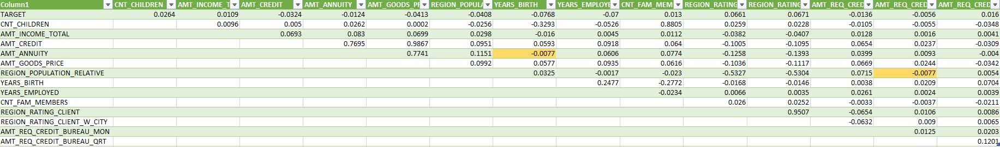 Column1 CNT_CHILDREN AMT_INCOME_T AMT_CREDIT AMT_ANNUITY AMT_GOODS_PR REGION_POPULA YEARS_BIRTH YEARS_EMPLOYE CNT_FAM_MEM REGION_RATING REGION_RATING AMT_REQ_CRED AMT_REQ_CRED AMT_REQ_CRED
TARGET 0.0264 0.0109 -0.0324 -0.0124 -0.0413 -0.0408 -0.0768 -0.07 0.013 0.0661 0.0671 -0.0136 -0.0056 0.016
CNT_CHILDREN 0.0096 0.005 0.0262 0.0002 -0.0256 -0.3293 -0.0526 0.8805 0.0259 0.0228 -0.0105 -0.0055 -0.0348
AMT_INCOME_TOTAL 0.0693 0.083 0.0699 0.0298 -0.016 0.0045 0.0112 -0.0382 -0.0407 0.0128 0.0016 0.0041
AMT_CREDIT 0.7695 0.9867 0.0951 0.0593 0.0918 0.064 -0.1005 -0.1095 0.0654 0.0237 -0.0309
AMT_ANNUITY 0.7741 0.1151 -0.0077 0.0606 0.0774 -0.1258 -0.1393 0.0399 0.0093 -0.004
AMT_GOODS_PRICE 0.0992 0.0577 0.0935 0.0616 -0.1036 -0.1117 0.0669 0.0244 -0.0342
REGION_POPULATION_RELATIVE 0.0325 -0.0017 -0.023 -0.5327 -0.5304 0.0715 -0.0077 0.0054
YEARS_BIRTH 0.2477 -0.2772 -0.0168 -0.0146 0.0038 0.0209 0.0704
YEARS_EMPLOYED -0.0234 0.0066 0.0035 0.0261 0.0024 0.0039
CNT_FAM_MEMBERS 0.026 0.0252 -0.0033 -0.0037 -0.0211
REGION_RATING_CLIENT 0.9507 -0.0654 0.0106 0.0086
REGION_RATING_CLIENT_W_CITY -0.0632 0.009 0.0065
AMT_REQ_CREDIT_BUREAU_MON 0.0125 0.0203
AMT_REQ_CREDIT_BUREAU_QRT 0.1201